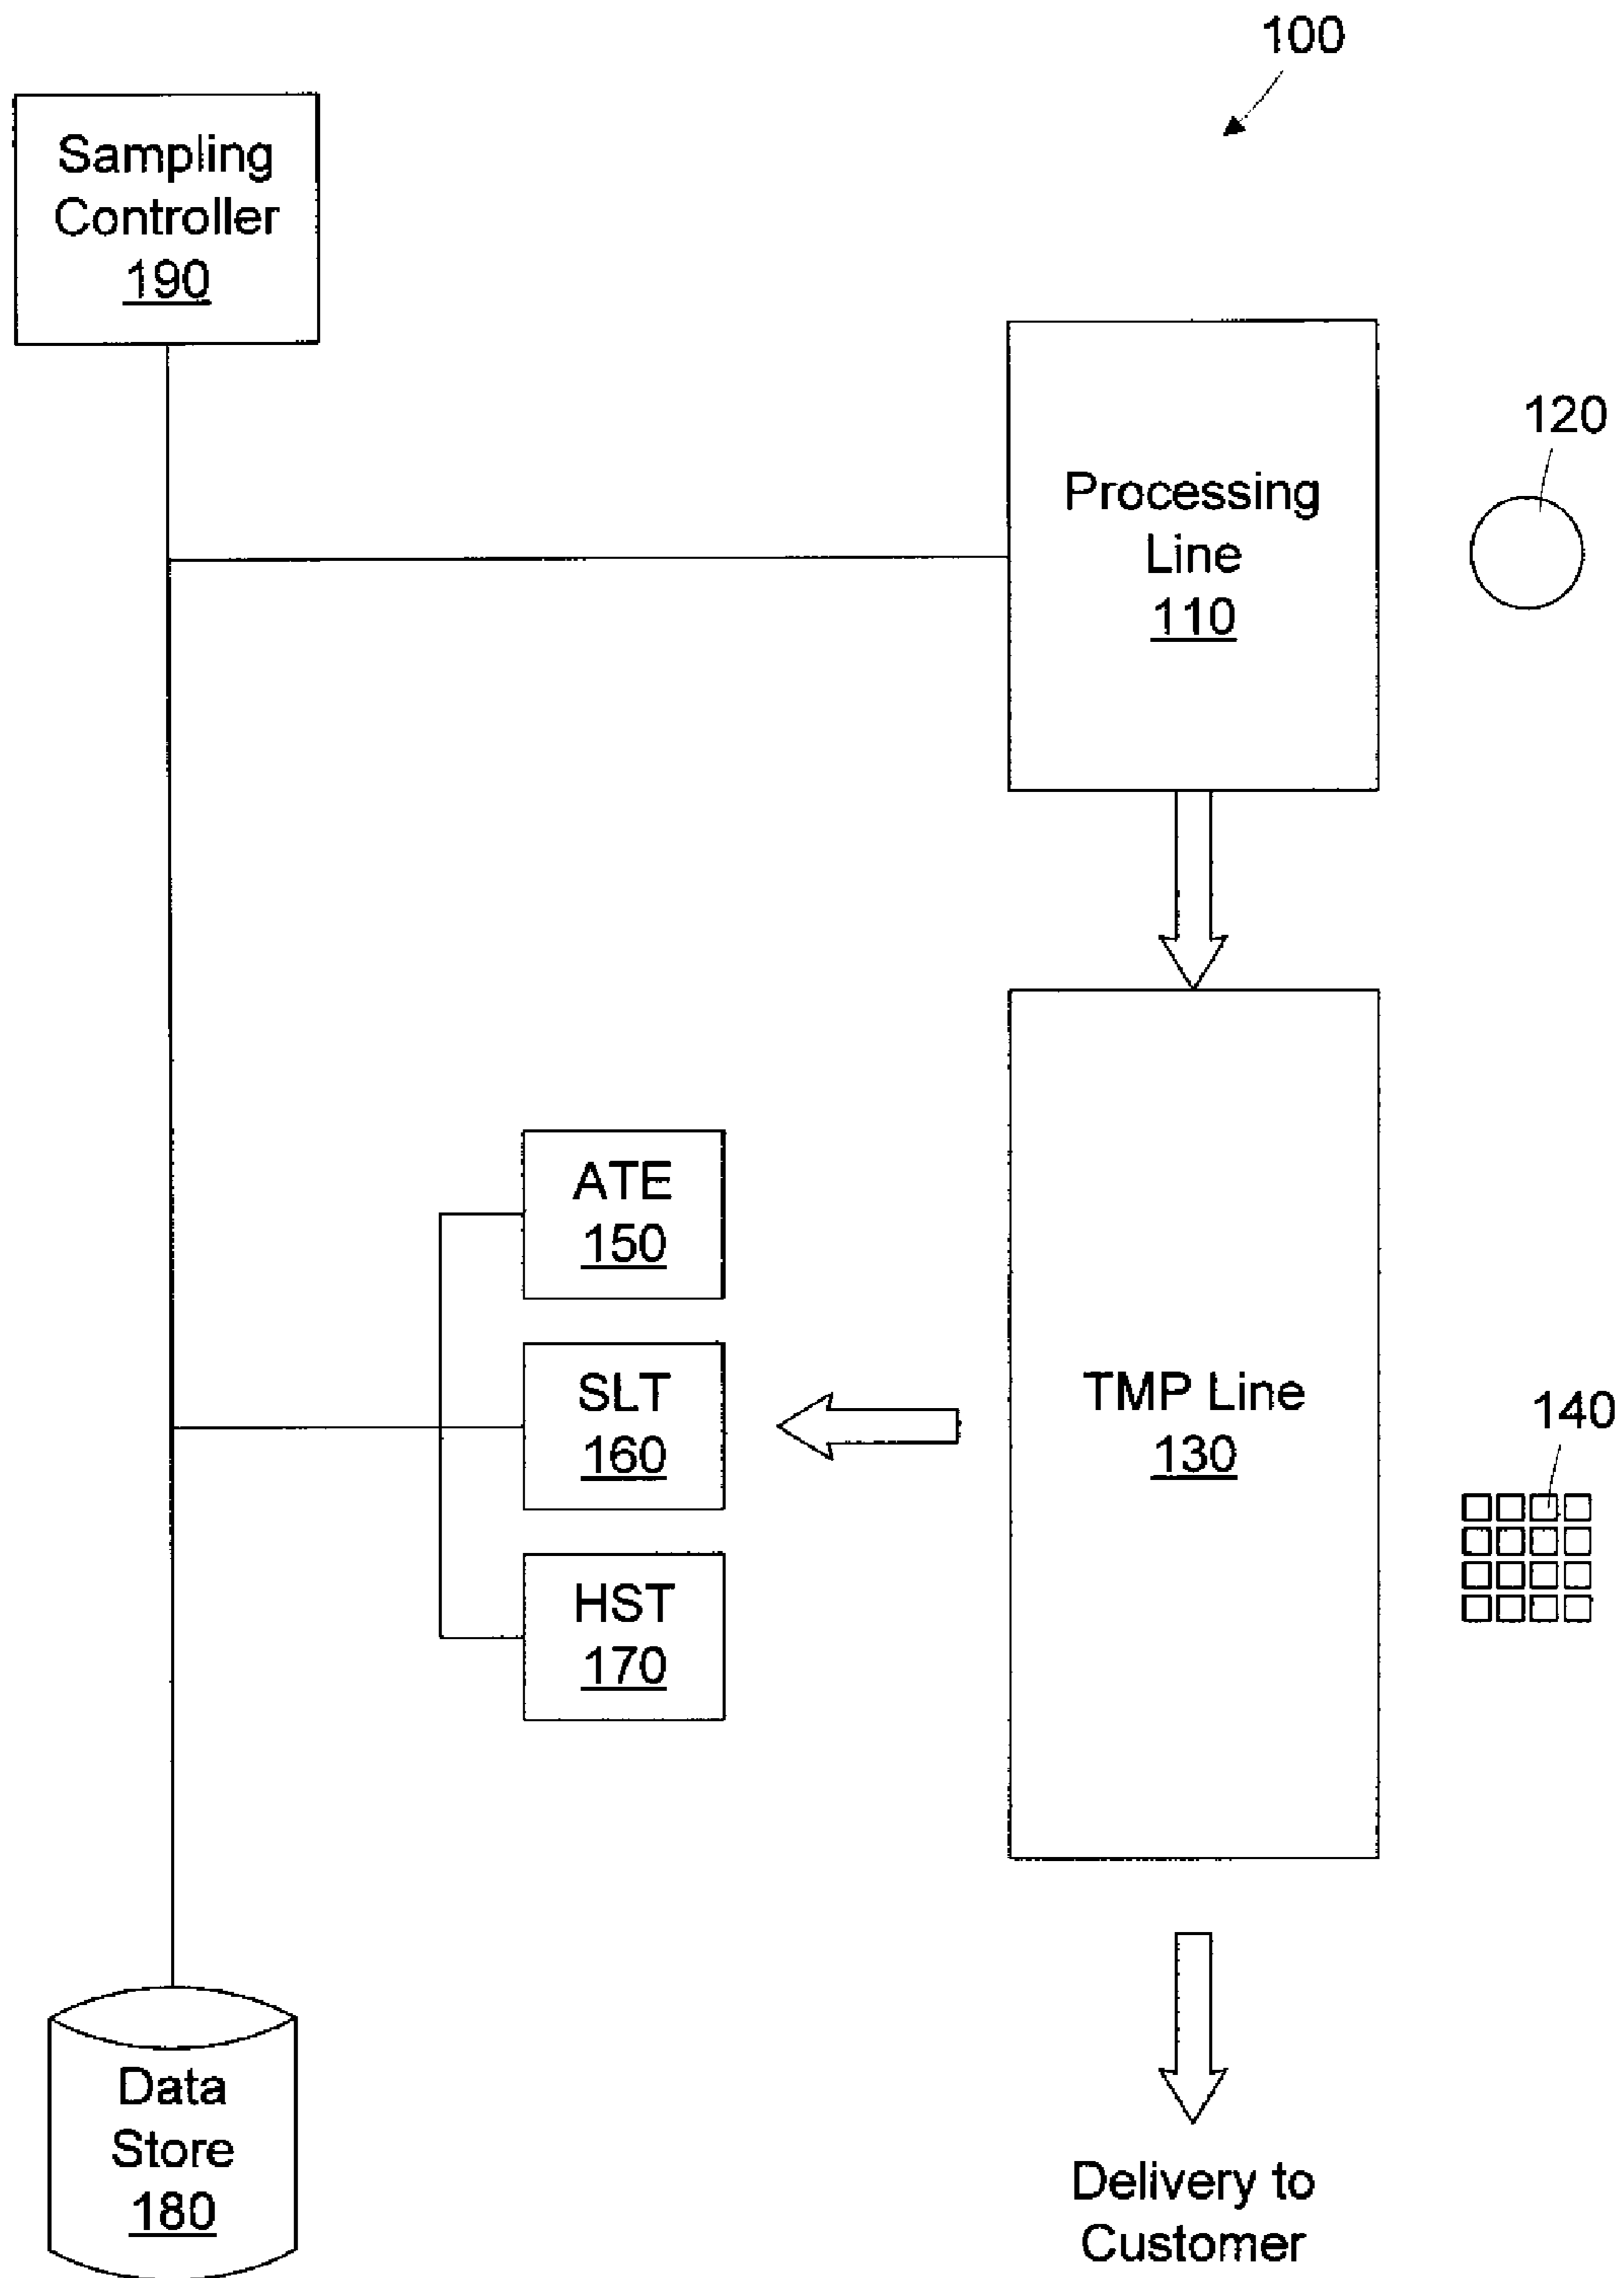 100
Sampling
Controller
190
120
Processing
Line
110
ATE
150
SLT
160
HST
170
TMP Line
130
140
Data
Store
180
Delivery to
Customer